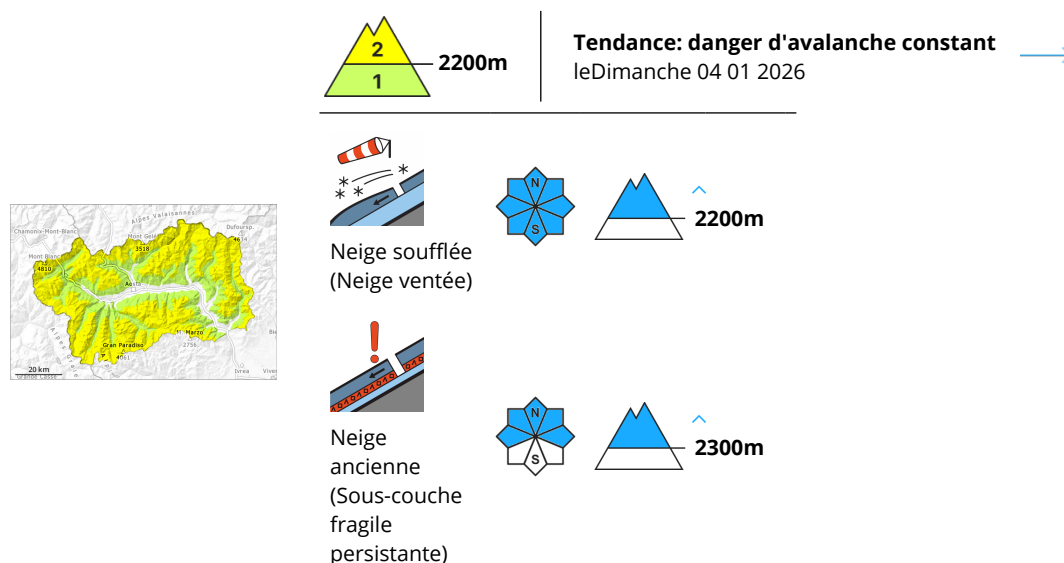 2
1
2200m
Tendance: danger d'avalanche constant
leDimanche 04 01 2026
N
S
2200m
Neige soufflée
(Neige ventée)
N
S
2300m
Neige
ancienne
(Sous-couche
fragile
persistante)
Alpes Valaisannes
Chamonix-Mont-Blanc
Mont Gelé
3518
Dufoursp.
4634
Mont Blanc
4810
Aosta
M. Marzo
2756
Gran Paradiso
4061
Ivrea
20 km
Grande Casse